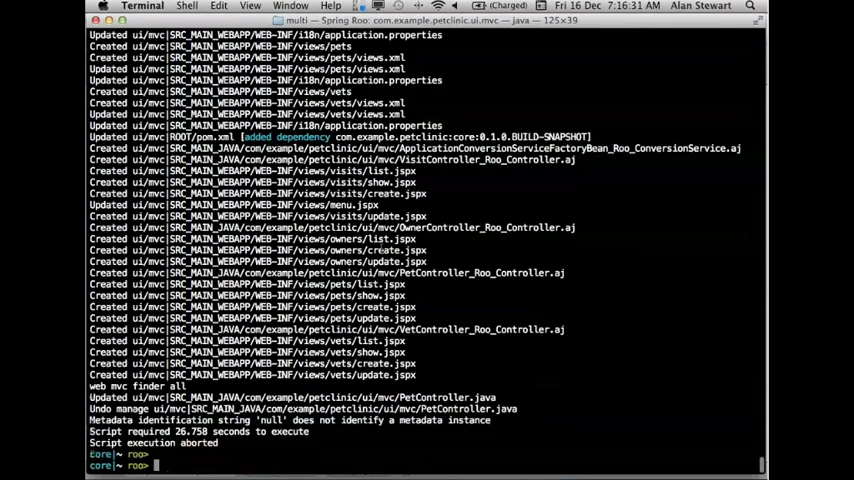 Terminal Shell Edit View Window Help (Charged) Fri 16 Dec 7:16:31 AM Alan Stewart
multi — Spring Roo: com.example.petclinic.ui.mvc — java — 125×39
Updated ui/mvc|SRC_MAIN_WEBAPP/WEB-INF/i18n/application.properties
Created ui/mvc|SRC_MAIN_WEBAPP/WEB-INF/views/pets
Created ui/mvc|SRC_MAIN_WEBAPP/WEB-INF/views/pets/views.xml
Updated ui/mvc|SRC_MAIN_WEBAPP/WEB-INF/views/pets/views.xml
Updated ui/mvc|SRC_MAIN_WEBAPP/WEB-INF/i18n/application.properties
Created ui/mvc|SRC_MAIN_WEBAPP/WEB-INF/views/vets
Created ui/mvc|SRC_MAIN_WEBAPP/WEB-INF/views/vets/views.xml
Updated ui/mvc|SRC_MAIN_WEBAPP/WEB-INF/views/vets/views.xml
Updated ui/mvc|SRC_MAIN_WEBAPP/WEB-INF/i18n/application.properties
Updated ui/mvc|ROOT/pom.xml [added dependency com.example.petclinic:core:0.1.0.BUILD-SNAPSHOT]
Created ui/mvc|SRC_MAIN_JAVA/com/example/petclinic/ui/mvc/ApplicationConversionServiceFactoryBean_Roo_ConversionService.aj
Created ui/mvc|SRC_MAIN_JAVA/com/example/petclinic/ui/mvc/VisitController_Roo_Controller.aj
Created ui/mvc|SRC_MAIN_WEBAPP/WEB-INF/views/visits/list.jspx
Created ui/mvc|SRC_MAIN_WEBAPP/WEB-INF/views/visits/show.jspx
Created ui/mvc|SRC_MAIN_WEBAPP/WEB-INF/views/visits/create.jspx
Updated ui/mvc|SRC_MAIN_WEBAPP/WEB-INF/views/menu.jspx
Created ui/mvc|SRC_MAIN_WEBAPP/WEB-INF/views/visits/update.jspx
Created ui/mvc|SRC_MAIN_JAVA/com/example/petclinic/ui/mvc/OwnerController_Roo_Controller.aj
Created ui/mvc|SRC_MAIN_WEBAPP/WEB-INF/views/owners/list.jspx
Created ui/mvc|SRC_MAIN_WEBAPP/WEB-INF/views/owners/create.jspx
Created ui/mvc|SRC_MAIN_WEBAPP/WEB-INF/views/owners/update.jspx
Created ui/mvc|SRC_MAIN_JAVA/com/example/petclinic/ui/mvc/PetController_Roo_Controller.aj
Created ui/mvc|SRC_MAIN_WEBAPP/WEB-INF/views/pets/list.jspx
Created ui/mvc|SRC_MAIN_WEBAPP/WEB-INF/views/pets/show.jspx
Created ui/mvc|SRC_MAIN_WEBAPP/WEB-INF/views/pets/create.jspx
Created ui/mvc|SRC_MAIN_WEBAPP/WEB-INF/views/pets/update.jspx
Created ui/mvc|SRC_MAIN_JAVA/com/example/petclinic/ui/mvc/VetController_Roo_Controller.aj
Created ui/mvc|SRC_MAIN_WEBAPP/WEB-INF/views/vets/list.jspx
Created ui/mvc|SRC_MAIN_WEBAPP/WEB-INF/views/vets/show.jspx
Created ui/mvc|SRC_MAIN_WEBAPP/WEB-INF/views/vets/create.jspx
Created ui/mvc|SRC_MAIN_WEBAPP/WEB-INF/views/vets/update.jspx
web mvc finder all
Updated ui/mvc|SRC_MAIN_JAVA/com/example/petclinic/ui/mvc/PetController.java
Undo manage ui/mvc|SRC_MAIN_JAVA/com/example/petclinic/ui/mvc/PetController.java
Metadata identification string 'null' does not identify a metadata instance
Script required 26.758 seconds to execute
Script execution aborted
core|~ roo>
core|~ roo>